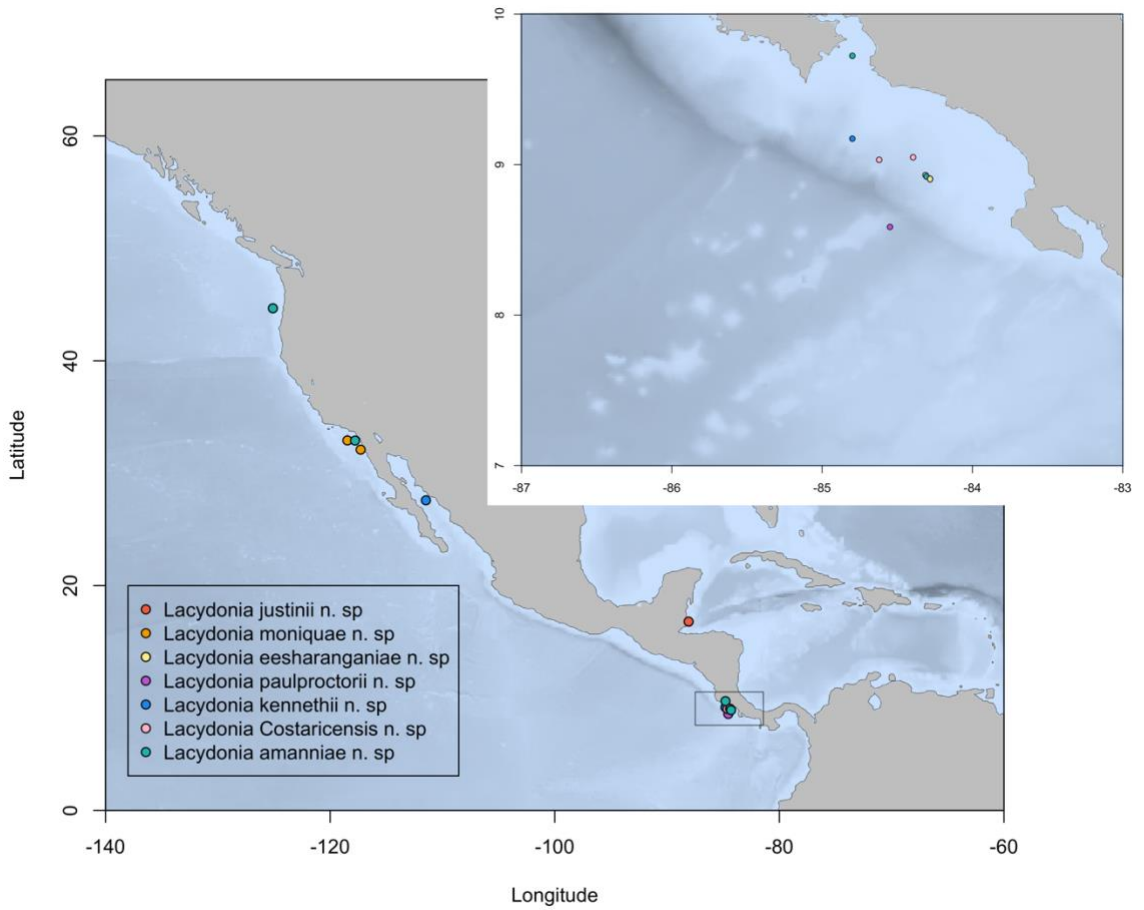 10
9
8
7
-87
-86
-85
-84
-83
60
40
20
0
Latitude
Lacydonia justinii n. sp
Lacydonia moniquae n. sp
Lacydonia eesharanganiae n. sp
Lacydonia paulproctorii n. sp
Lacydonia kennethii n. sp
Lacydonia Costaricensis n. sp
Lacydonia amanniae n. sp
-140
-120
-100
-80
-60
Longitude